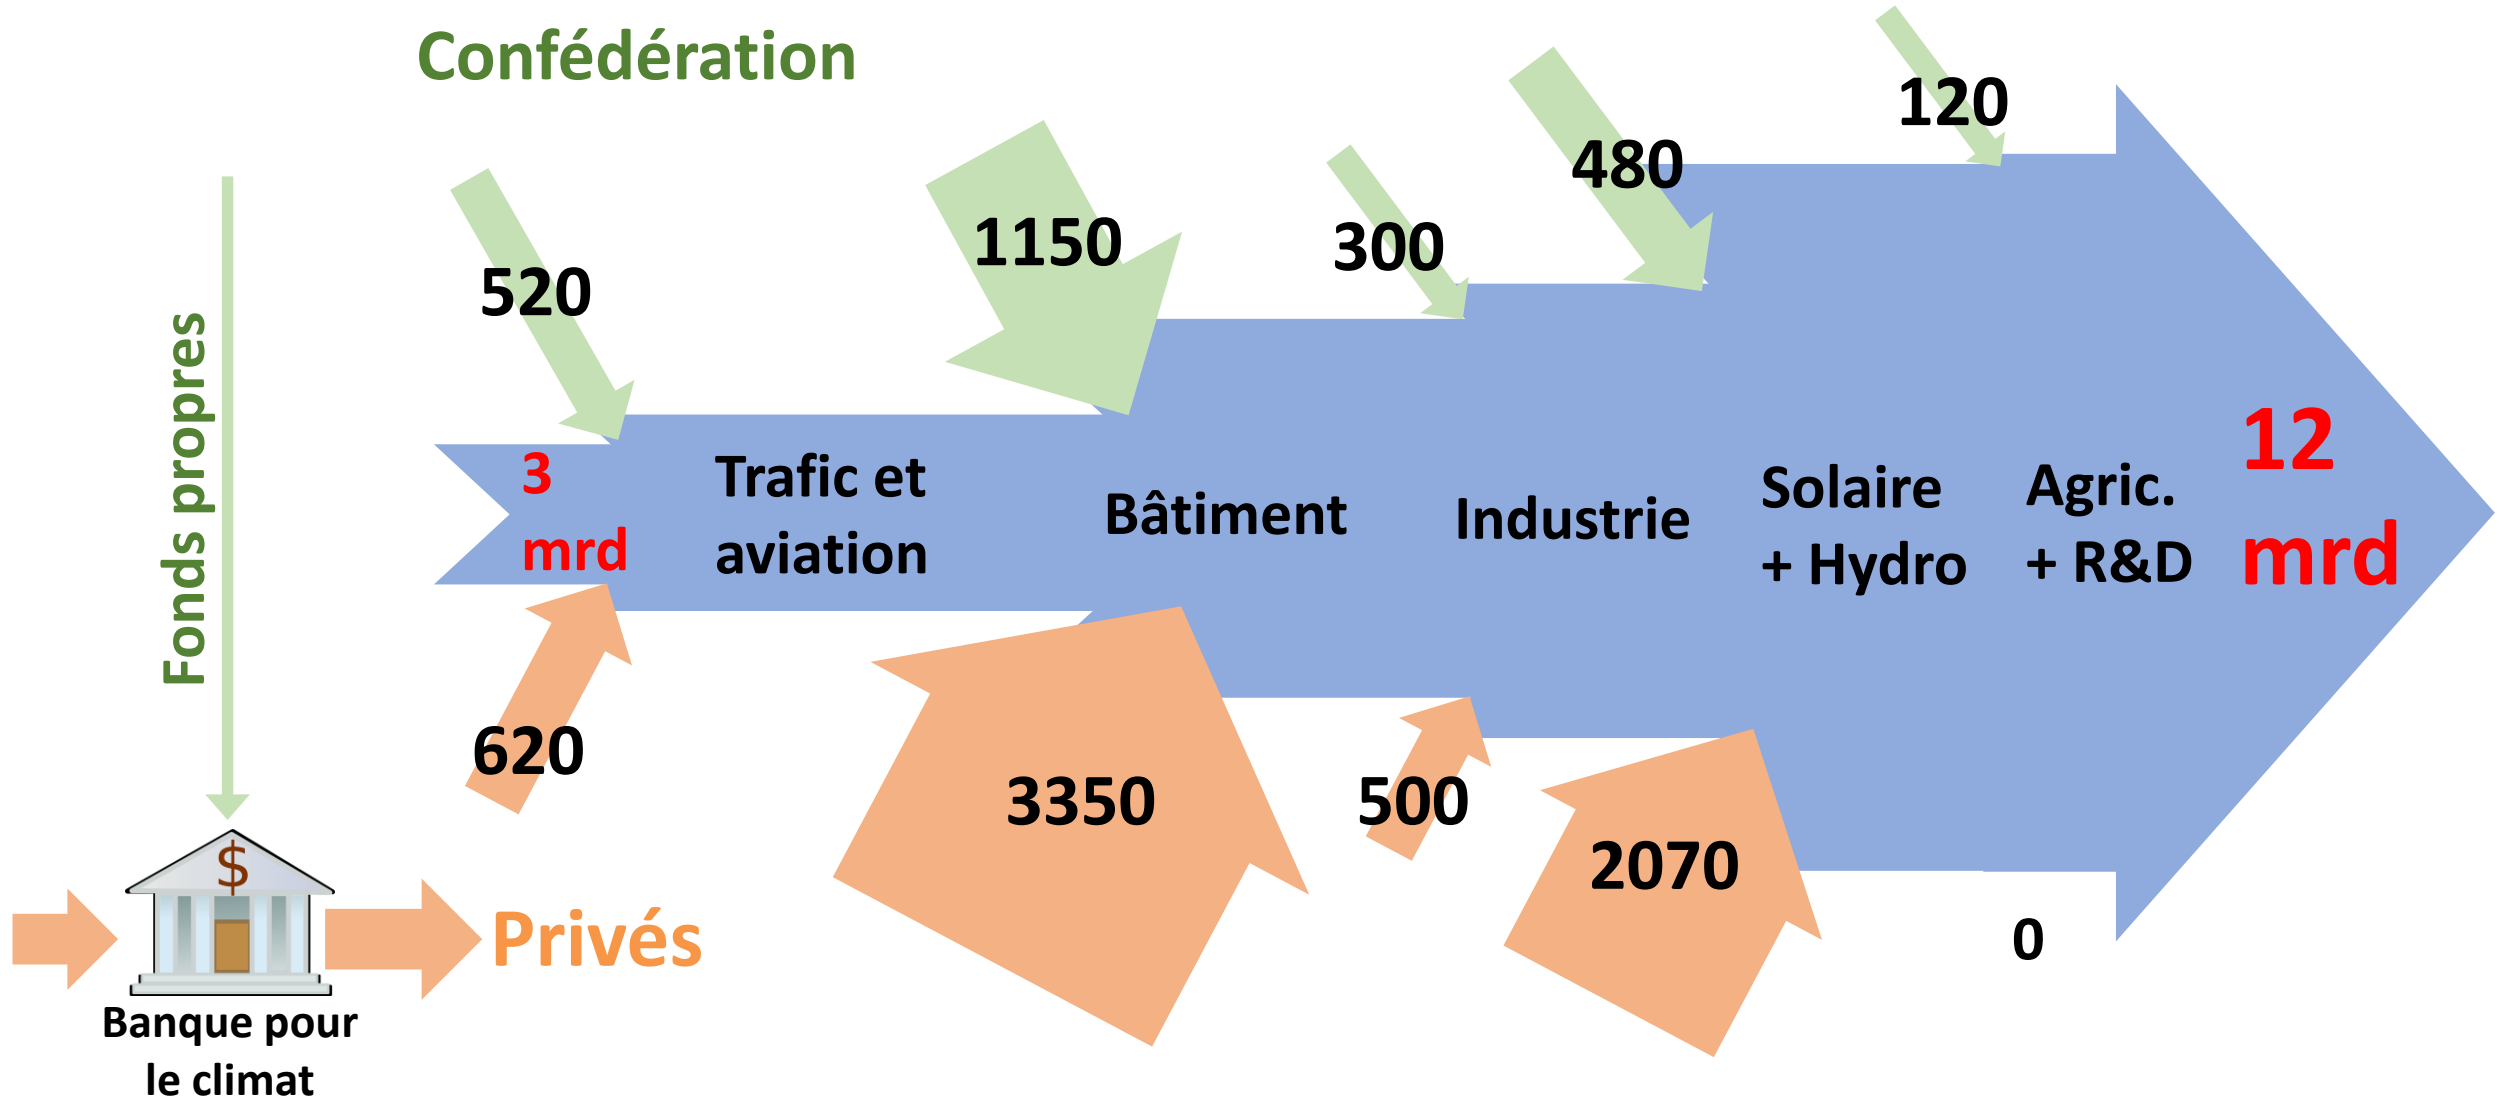 Confédération
120
480
1150
300
520
Fonds propres
3
mrd
Trafic et
aviation
Bâtiment
Industrie
Solaire
+ Hydro
Agric.
+ R&D
12
mrd
620
3350
500
2070
0
$
Privés
Banque pour
le climat